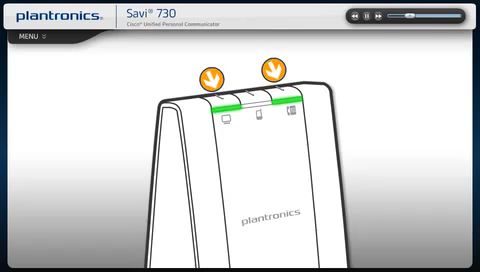 plantronics®
Savi® 730
Cisco® Unified Personal Communicator
MENU
plantronics